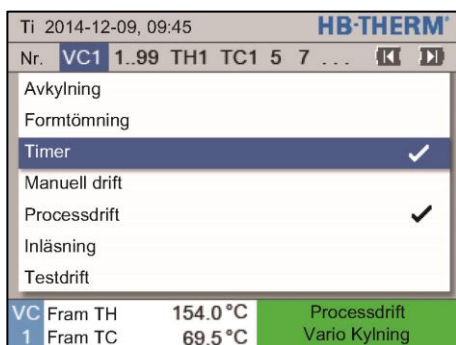 Ti 2014-12-09, 09:45 HB-THERM®
Nr. VC1 1..99 TH1 TC1 5 7 ...
Avkylning
Formtömning
Timer
Manuell drift
Processdrift
Inläsning
Testdrift
VC Fram TH 154.0 °C Processdrift
1 Fram TC 69.5 °C Vario Kylning